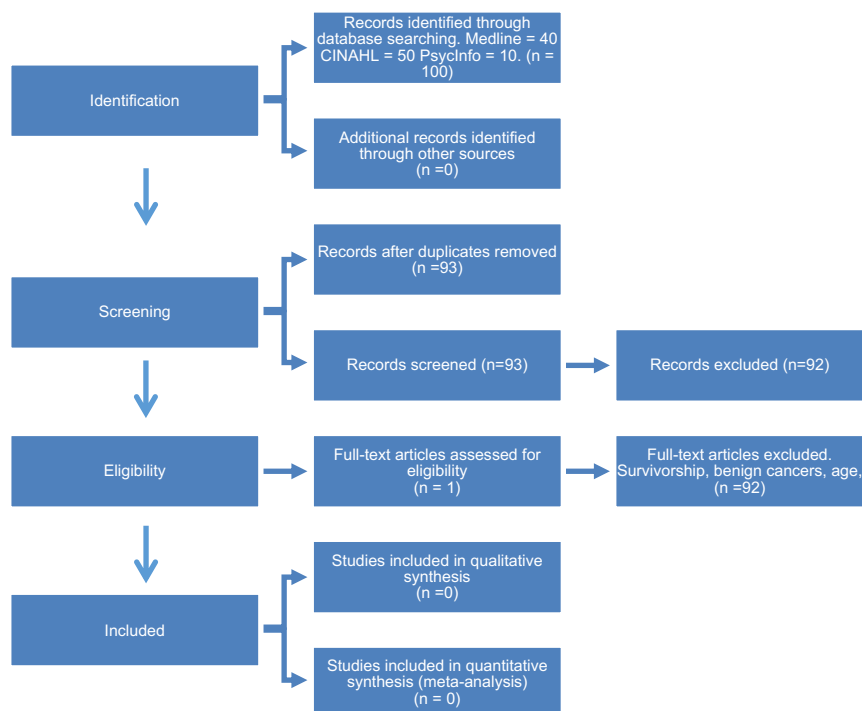 Identification
Records identified through
database searching. Medline = 40
CINAHL = 50 PsycInfo = 10. (n =
100)
Additional records identified
through other sources
(n =0)
Screening
Records after duplicates removed
(n =93)
Records screened (n=93)
Records excluded (n=92)
Eligibility
Full-text articles assessed for
eligibility
(n = 1)
Full-text articles excluded.
Survivorship, benign cancers, age,
(n =92)
Included
Studies included in qualitative
synthesis
(n =0)
Studies included in quantitative
synthesis (meta-analysis)
(n = 0)